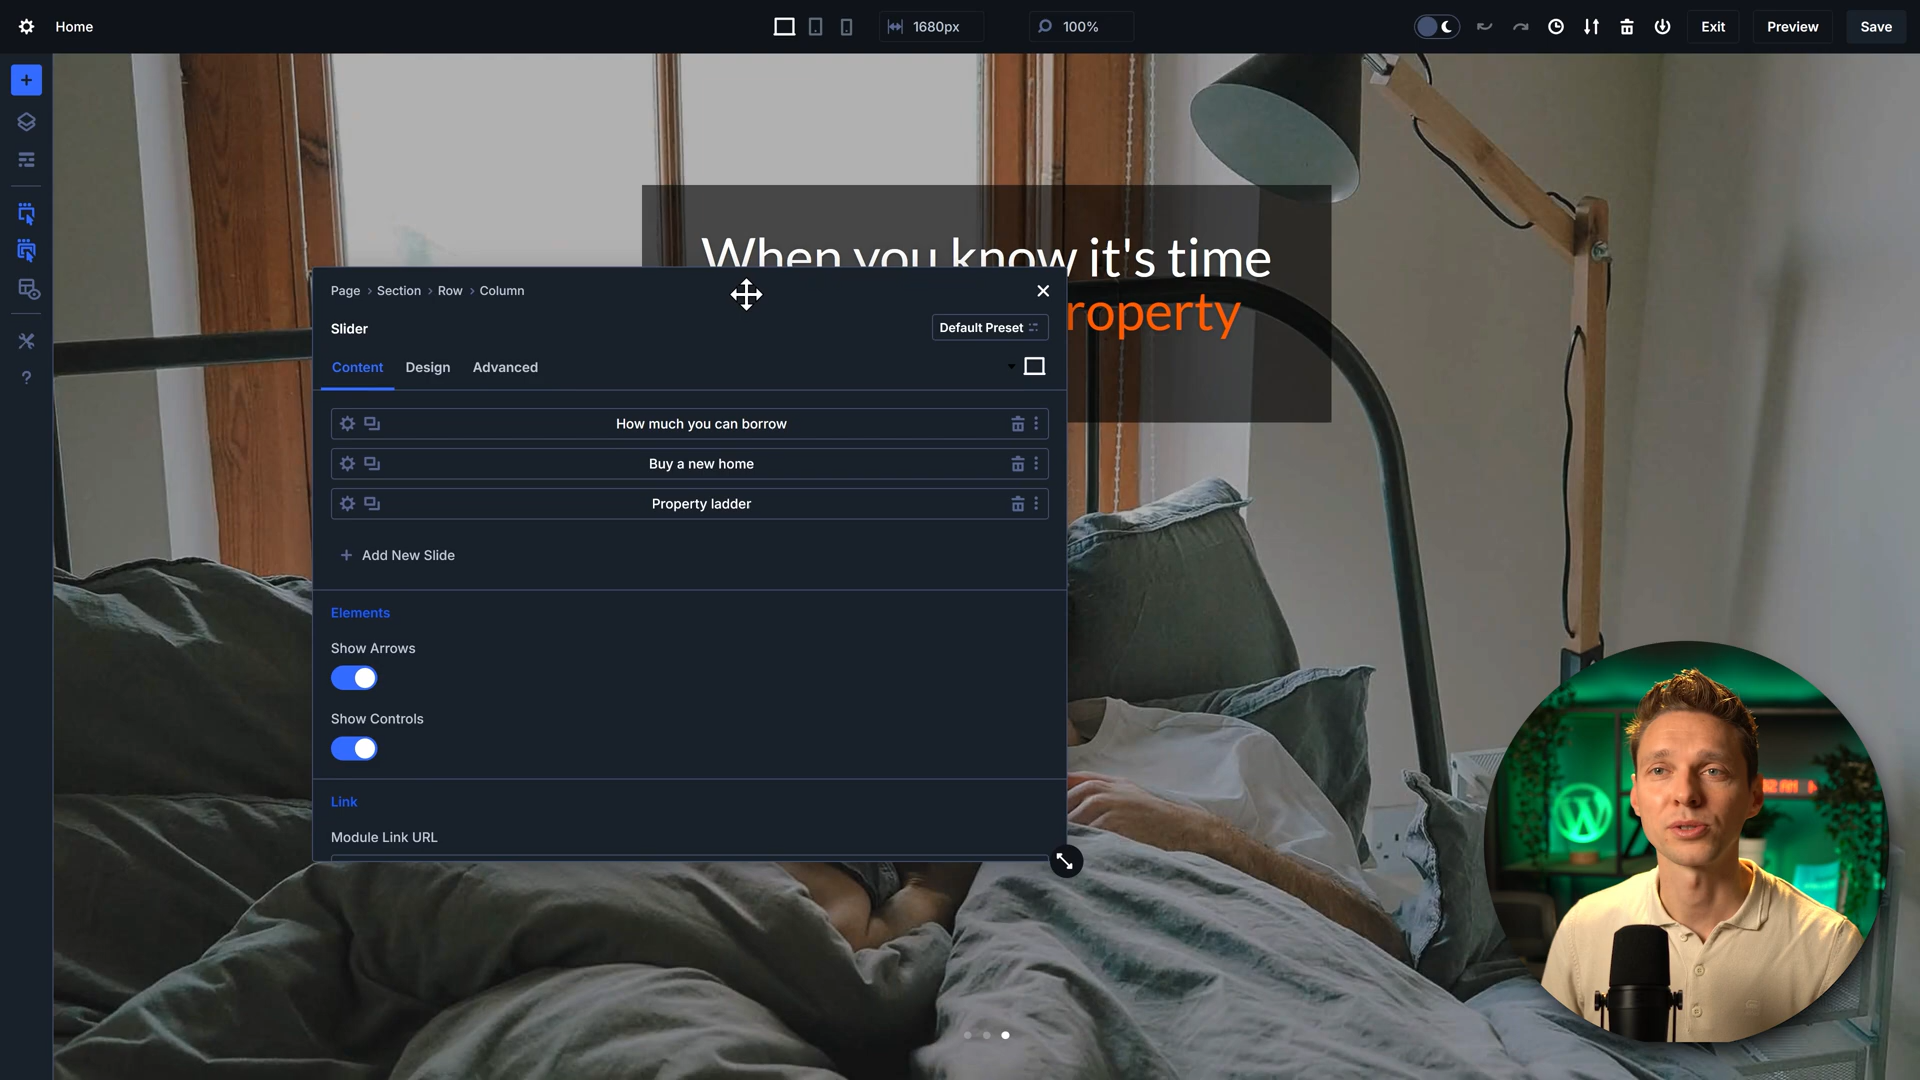 Home
1680px
100%
Exit
Preview
Save
When you know it's time
roperty
Page > Section > Row > Column
Slider
Default Preset
Content
Design
Advanced
How much you can borrow
Buy a new home
Property ladder
+ Add New Slide
Elements
Show Arrows
Show Controls
Link
Module Link URL